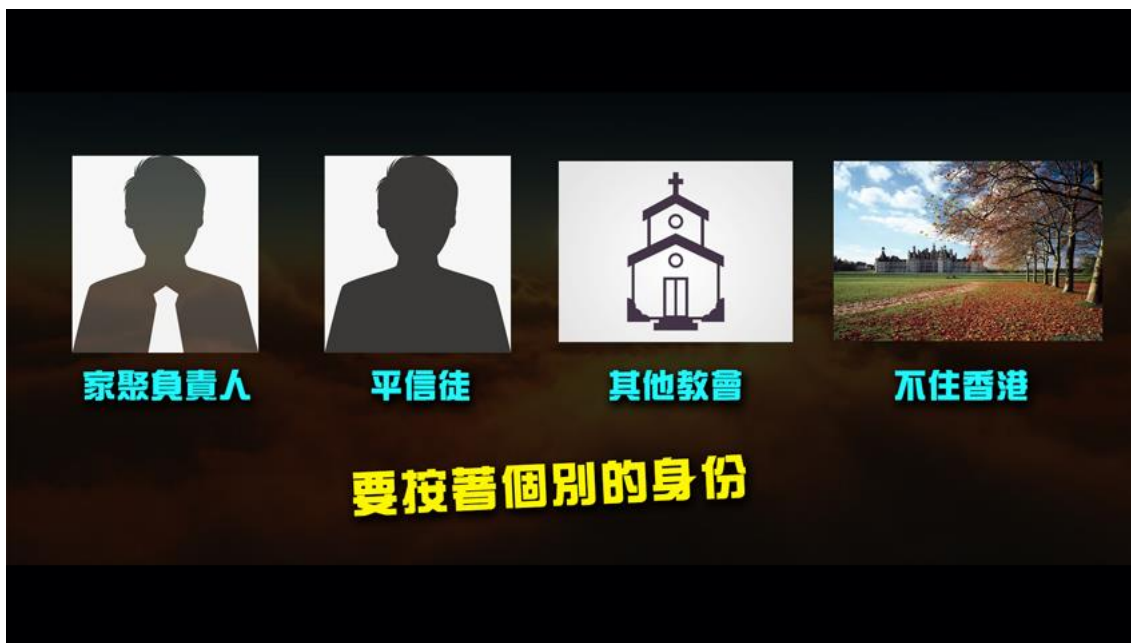 家聚負責人
平信徒
其他教會
不住香港
要按著個別的身份